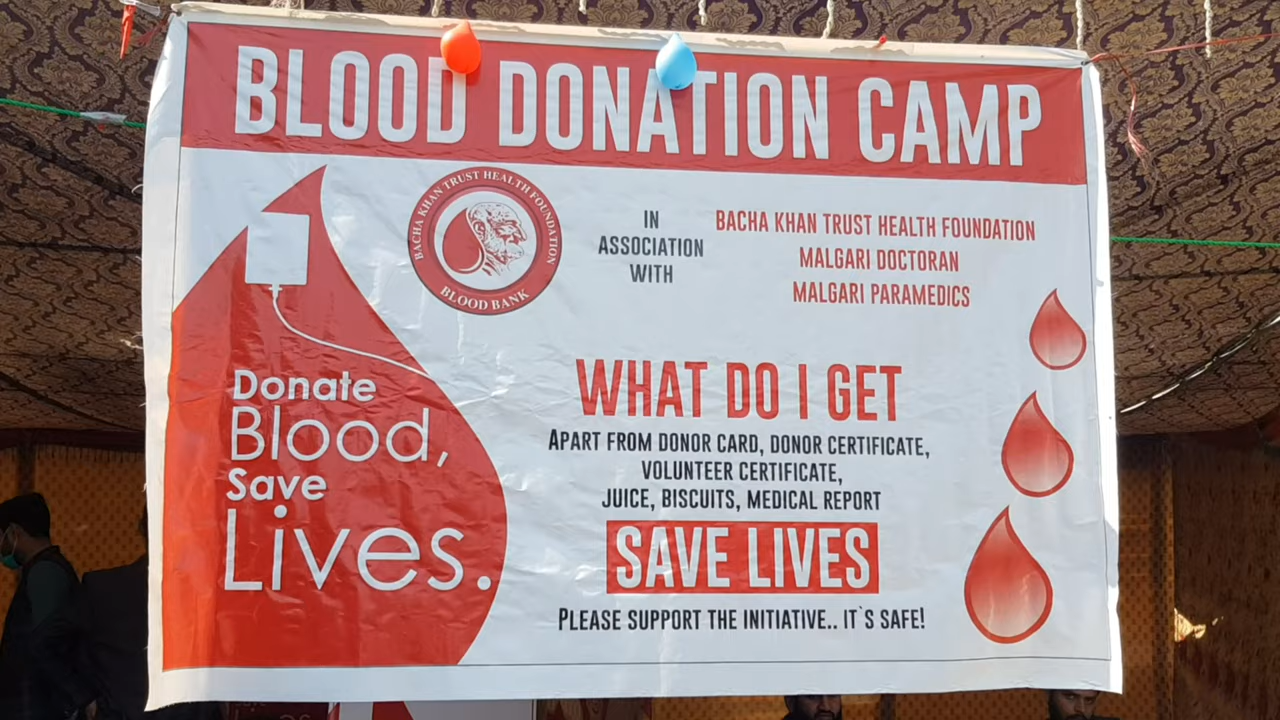 BLOOD DONATION CAMP
BACHA KHAN TRUST HEALTH FOUNDATION
BLOOD BANK
IN
ASSOCIATION
WITH
BACHA KHAN TRUST HEALTH FOUNDATION
MALGARI DOCTORAN
MALGARI PARAMEDICS
Donate
Blood,
Save
Lives.
WHAT DO I GET
APART FROM DONOR CARD, DONOR CERTIFICATE,
VOLUNTEER CERTIFICATE,
JUICE, BISCUITS, MEDICAL REPORT
SAVE LIVES
PLEASE SUPPORT THE INITIATIVE.. IT`S SAFE!